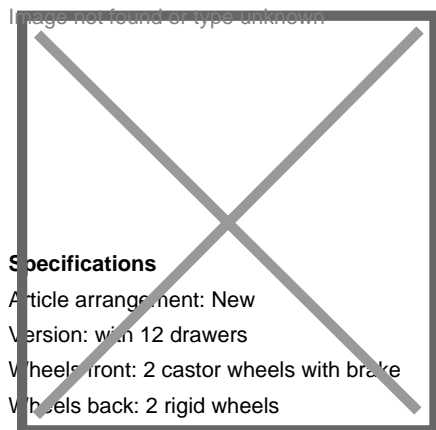 Image not found or type unknown
Specifications
Article arrangement: New
Version: with 12 drawers
Wheels front: 2 castor wheels with brake
Wheels back: 2 rigid wheels